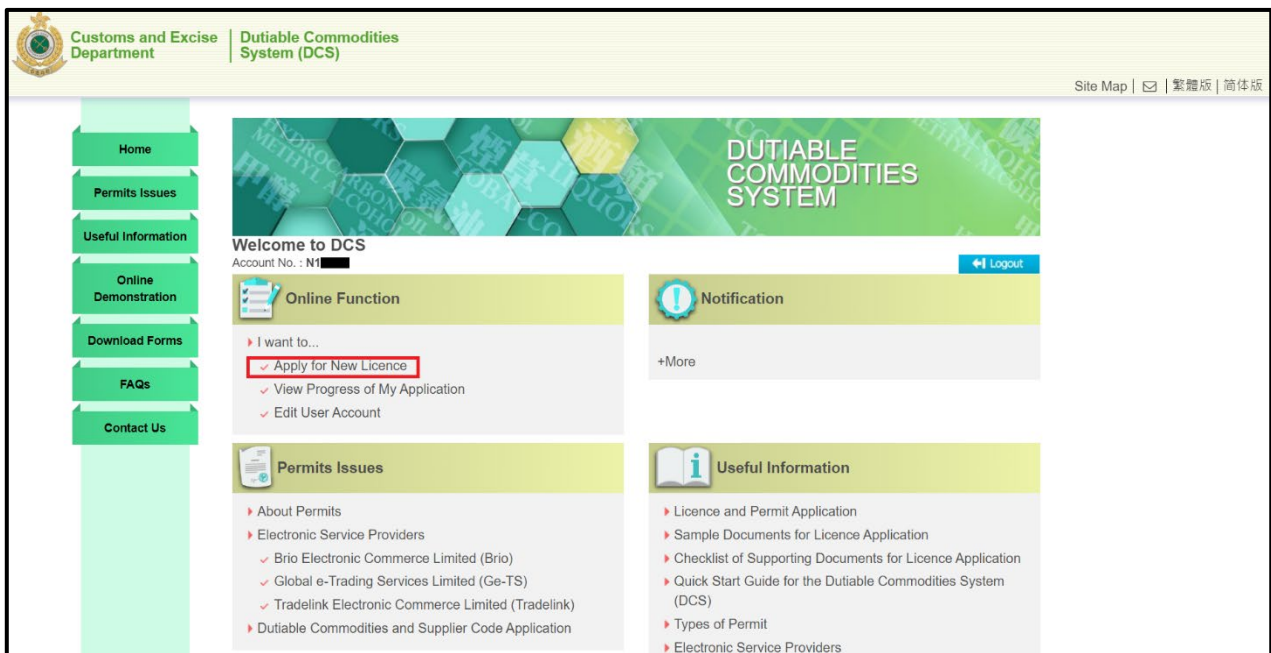 Customs and Excise
Department
Dutiable Commodities
System (DCS)
Site Map | | 繁體版 | 简体版
Home
Permits Issues
Useful Information
Online
Demonstration
Download Forms
FAQs
Contact Us
DUTIABLE
COMMODITIES
SYSTEM
Welcome to DCS
Account No. : N1
Logout
Online Function
I want to...
Apply for New Licence
View Progress of My Application
Edit User Account
Notification
+More
Permits Issues
About Permits
Electronic Service Providers
Brio Electronic Commerce Limited (Brio)
Global e-Trading Services Limited (Ge-TS)
Tradelink Electronic Commerce Limited (Tradelink)
Dutiable Commodities and Supplier Code Application
Useful Information
Licence and Permit Application
Sample Documents for Licence Application
Checklist of Supporting Documents for Licence Application
Quick Start Guide for the Dutiable Commodities System
(DCS)
Types of Permit
Electronic Service Providers